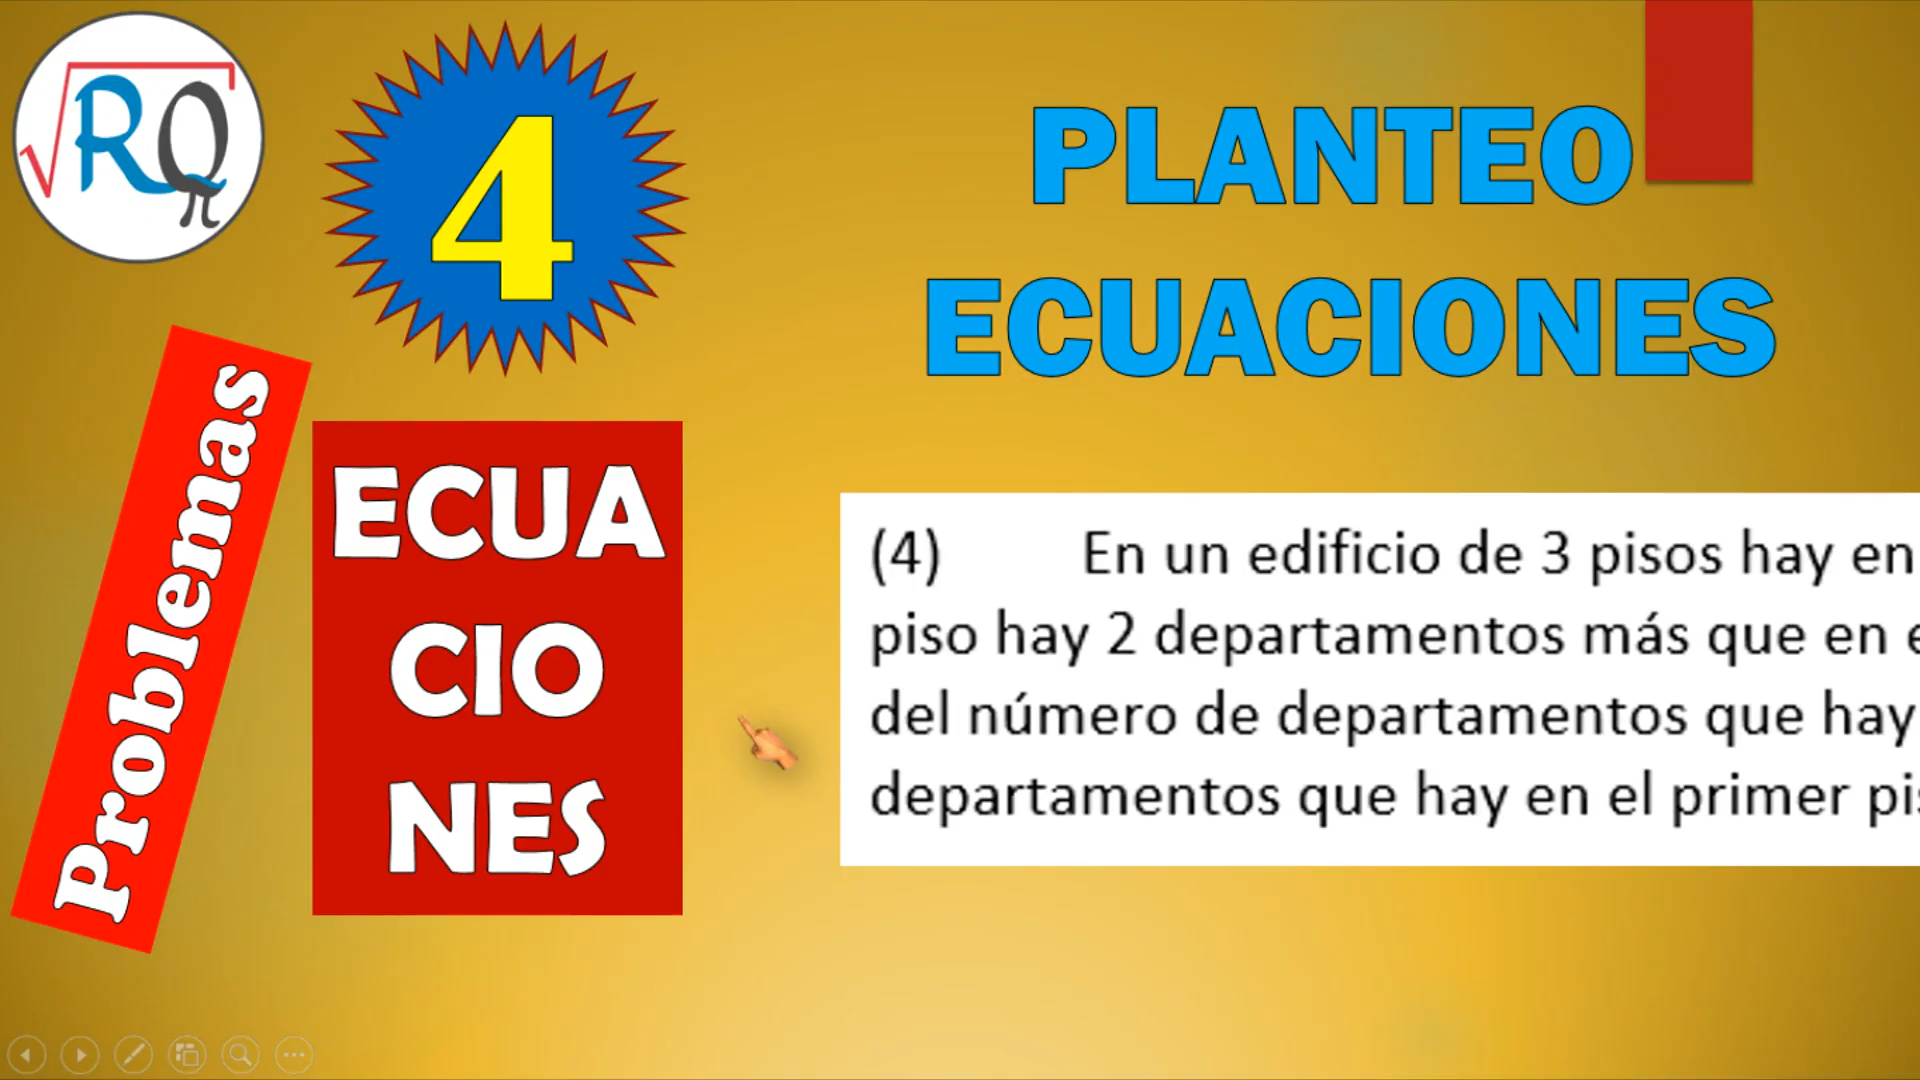 √RQ
π
4
PLANTEO
ECUACIONES
Problemas
ECUA
CIO
NES
(4) En un edificio de 3 pisos hay en
piso hay 2 departamentos más que en
del número de departamentos que hay
departamentos que hay en el primer